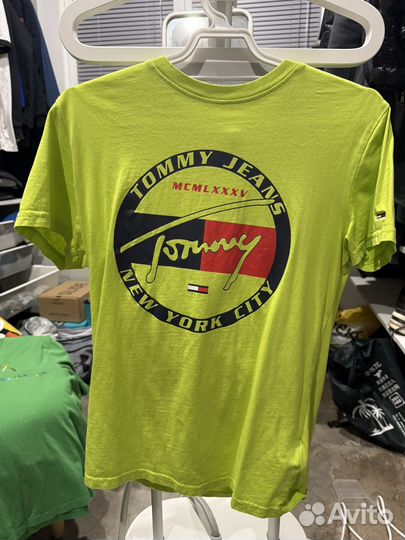 TOMMY JEANS
MCMLXXXV
Tommy
NEW YORK CITY
Avito